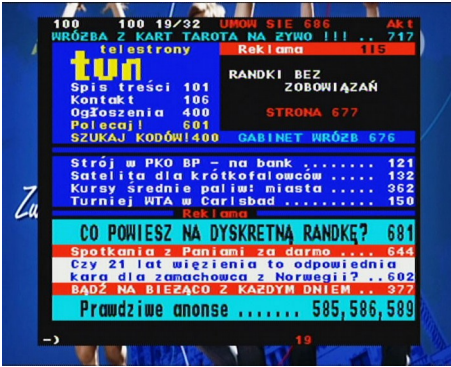 100 100 19/32 UMOW SIE 686 Akt
WRÓŻBA Z KART TAROTA NA ŻYWO !!! .. 717
telestrony
tvn
Reklama 115
RANDKI BEZ
ZOBOWIĄZAŃ
Spis treści 101
Kontakt 106
Ogłoszenia 400
STRONA 677
Polecaj! 601
SZUKAJ KODÓW!400
GABINET WRÓŻB 676
Strój w PKO BP – na bank ........ 121
Satelita dla krótkofalowców ..... 132
Kursy średnie paliw: miasta ..... 362
Turniej WTA w Carlsbad .......... 150
Reklama
CO POWIESZ NA DYSKRETNĄ RANDKĘ? 681
Spotkania z Paniami za darmo .... 644
Czy 21 lat więzienia to odpowiednia
kara dla zamachowca z Norwegii? ..602
BĄDŹ NA BIEŻĄCO Z KAŻDYM DNIEM .. 377
Prawdziwe anonse ....... 585,586,589
–) 19